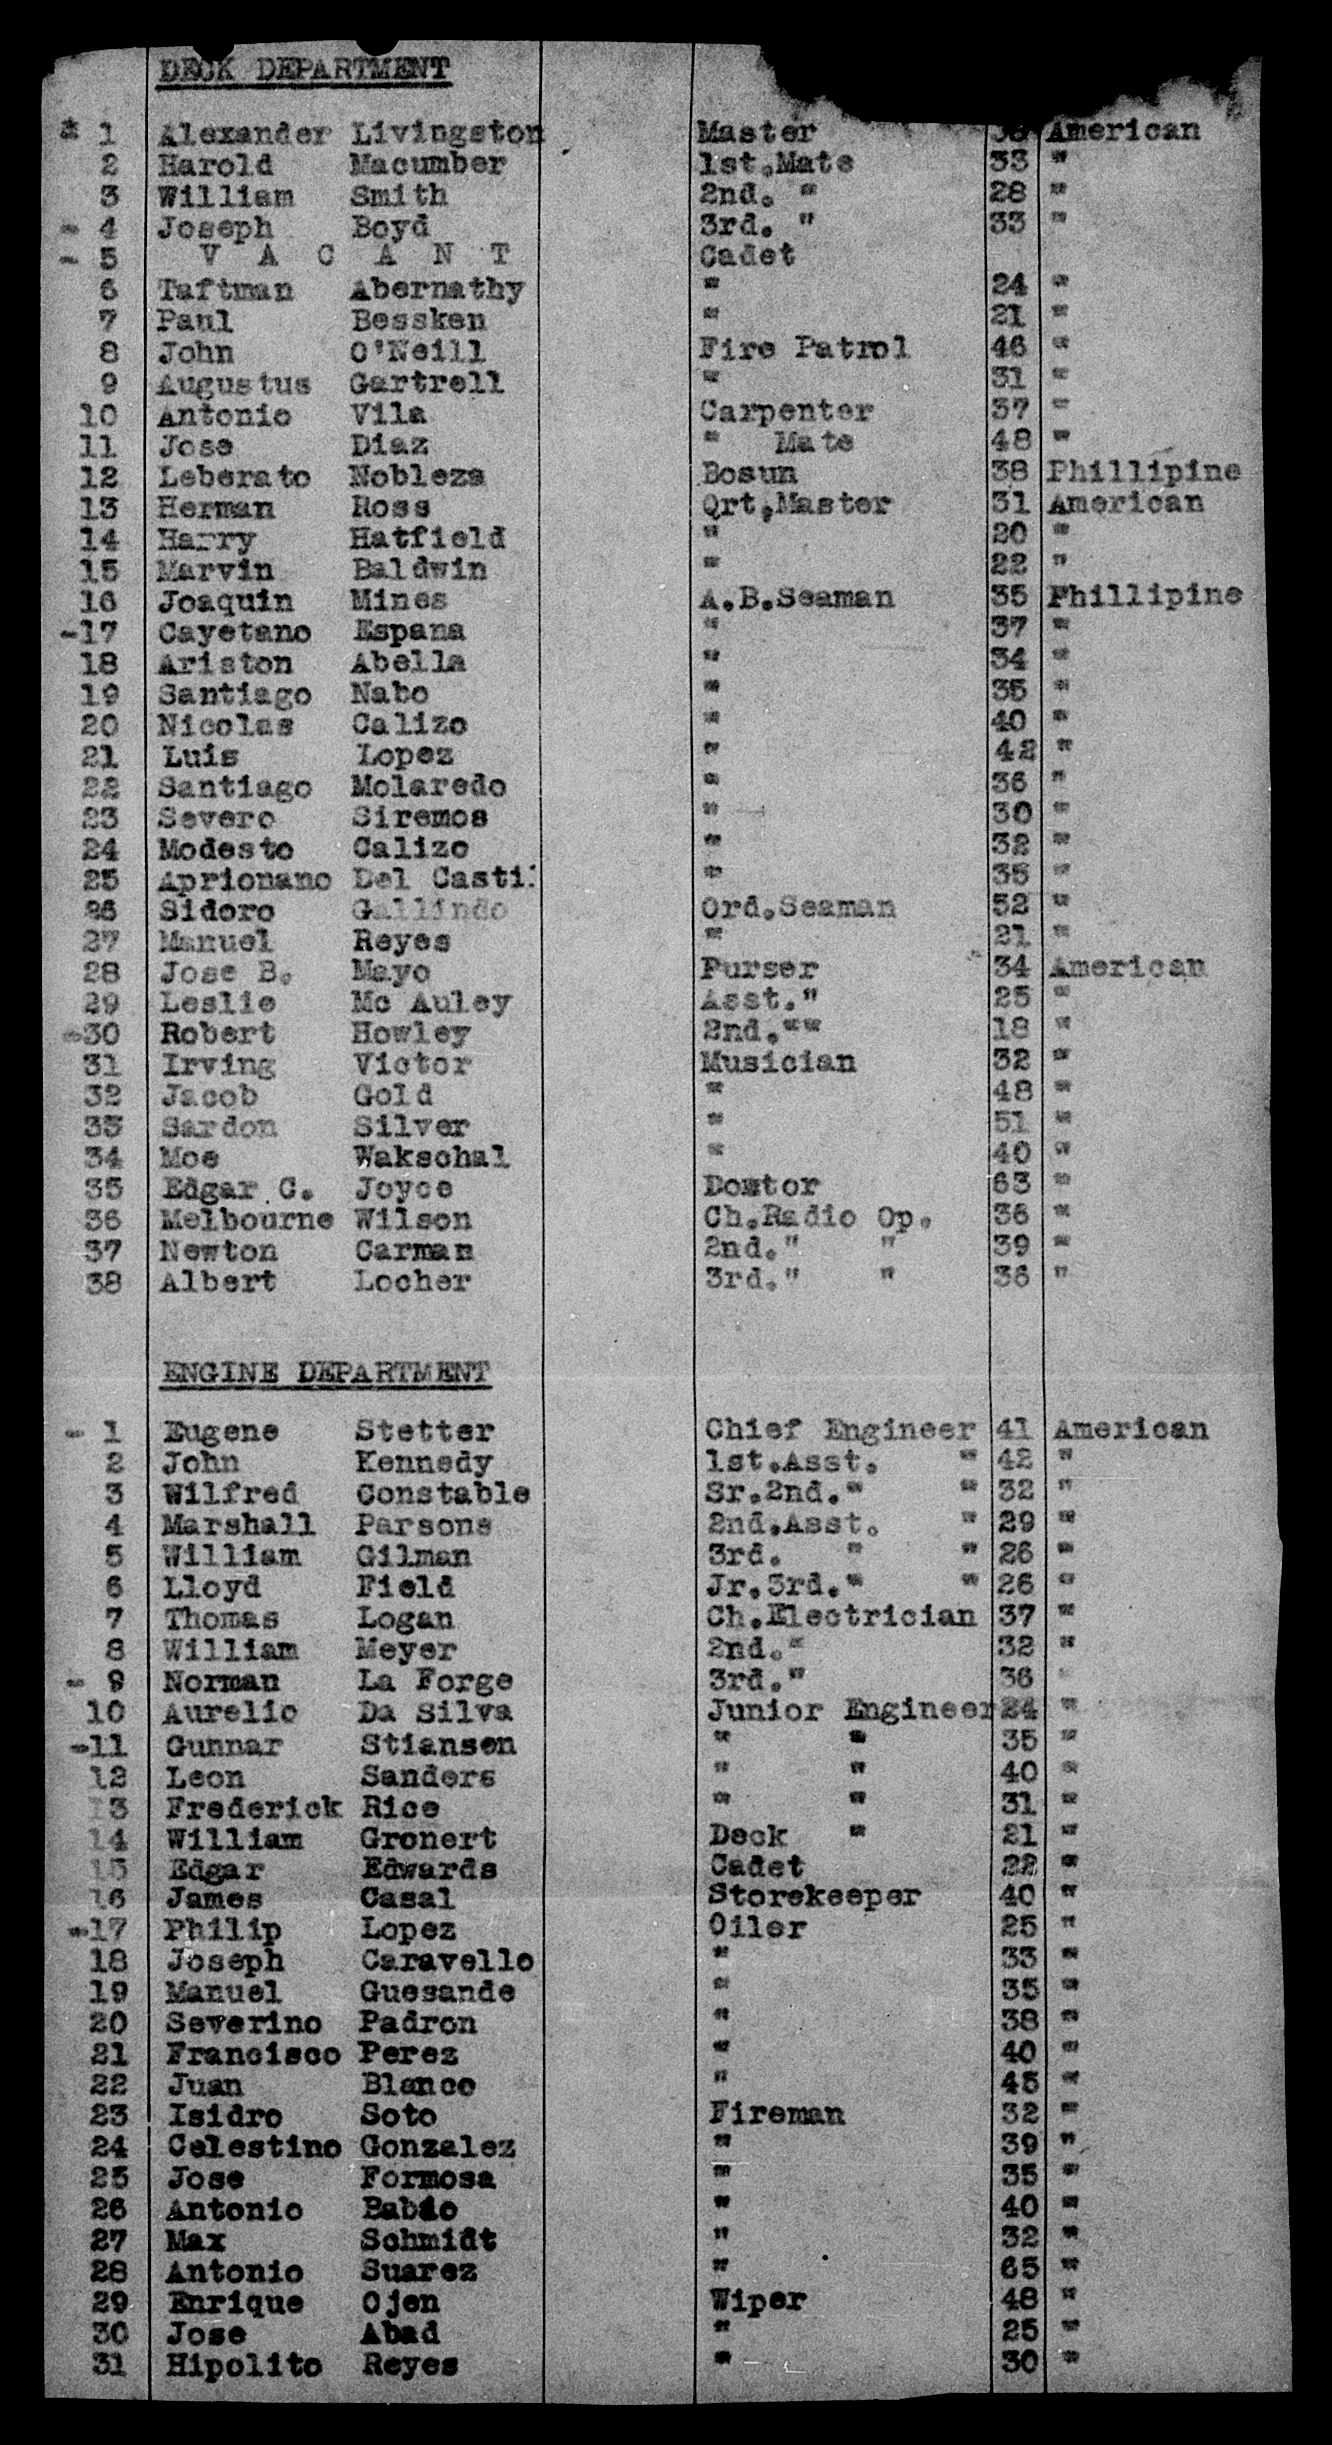 DECK DEPARTMENT
* 1 Alexander Livingston Master American
2 Harold Macumber 1st.Mate 33 "
3 William Smith 2nd. " 28 "
- 4 Joseph Boyd 3rd. " 33 "
- 5 V A C A N T Cadet
6 Taftman Abernathy " 24 "
7 Paul Bessken " 21 "
8 John O'Neill Fire Patrol 46 "
9 Augustus Gartrell " 31 "
10 Antonio Vila Carpenter 37 "
11 Jose Diaz " Mate 48 "
12 Leberato Nobleza Bosun 38 Phillipine
13 Herman Ross Qrt.Master 31 American
14 Harry Hatfield " 20 "
15 Marvin Baldwin " 22 "
16 Joaquin Mines A.B.Seaman 35 Phillipine
-17 Cayetano Espana " 37 "
18 Ariston Abella " 34 "
19 Santiago Nabo " 35 "
20 Nicolas Calizo " 40 "
21 Luis Lopez " 42 "
22 Santiago Molaredo " 36 "
23 Severo Siremos " 30 "
24 Modesto Calizo " 32 "
25 Aprionano Del Casti " 35 "
26 Sidoro Gallindo Ord.Seaman 52 "
27 Manuel Reyes " 21 "
28 Jose B. Mayo Purser 34 American
29 Leslie Mc Auley Asst." 25 "
-30 Robert Howley 2nd."" 18 "
31 Irving Victor Musician 32 "
32 Jacob Gold " 48 "
33 Sardon Silver " 51 "
34 Moe Wakschal " 40 "
35 Edgar C. Joyce 63 "
36 Melbourne Wilson Ch.Radio Op. 36 "
37 Newton Carman 2nd." " 39 "
38 Albert Locher 3rd." " 36 "
ENGINE DEPARTMENT
- 1 Eugene Stetter Chief Engineer 41 American
2 John Kennedy 1st.Asst. " 42 "
3 Wilfred Constable Sr.2nd." " 32 "
4 Marshall Parsons 2nd.Asst. " 29 "
5 William Gilman 3rd. " " 26 "
6 Lloyd Field Jr.3rd." " 26 "
7 Thomas Logan Ch.Electrician 37 "
8 William Meyer 2nd." 32 "
- 9 Norman La Forge 3rd." 36 "
10 Aurelio Da Silva Junior Engineer 24 "
-11 Gunnar Stiansen " " 35 "
12 Leon Sanders " " 40 "
13 Frederick Rice " " 31 "
14 William Gronert Deck " 21 "
15 Edgar Edwards Cadet 22 "
16 James Casal Storekeeper 40 "
-17 Philip Lopez Oiler 25 "
18 Joseph Caravello " 33 "
19 Manuel Guesande " 35 "
20 Severino Padron " 38 "
21 Francisco Perez " 40 "
22 Juan Blanco " 45 "
23 Isidro Soto Fireman 32 "
24 Celestino Gonzalez " 39 "
25 Jose Formosa " 35 "
26 Antonio " 40 "
27 Max Schmidt " 32 "
28 Antonio Suarez " 65 "
29 Enrique Ojen Wiper 48 "
30 Jose Abad " 25 "
31 Hipolito Reyes " 30 "